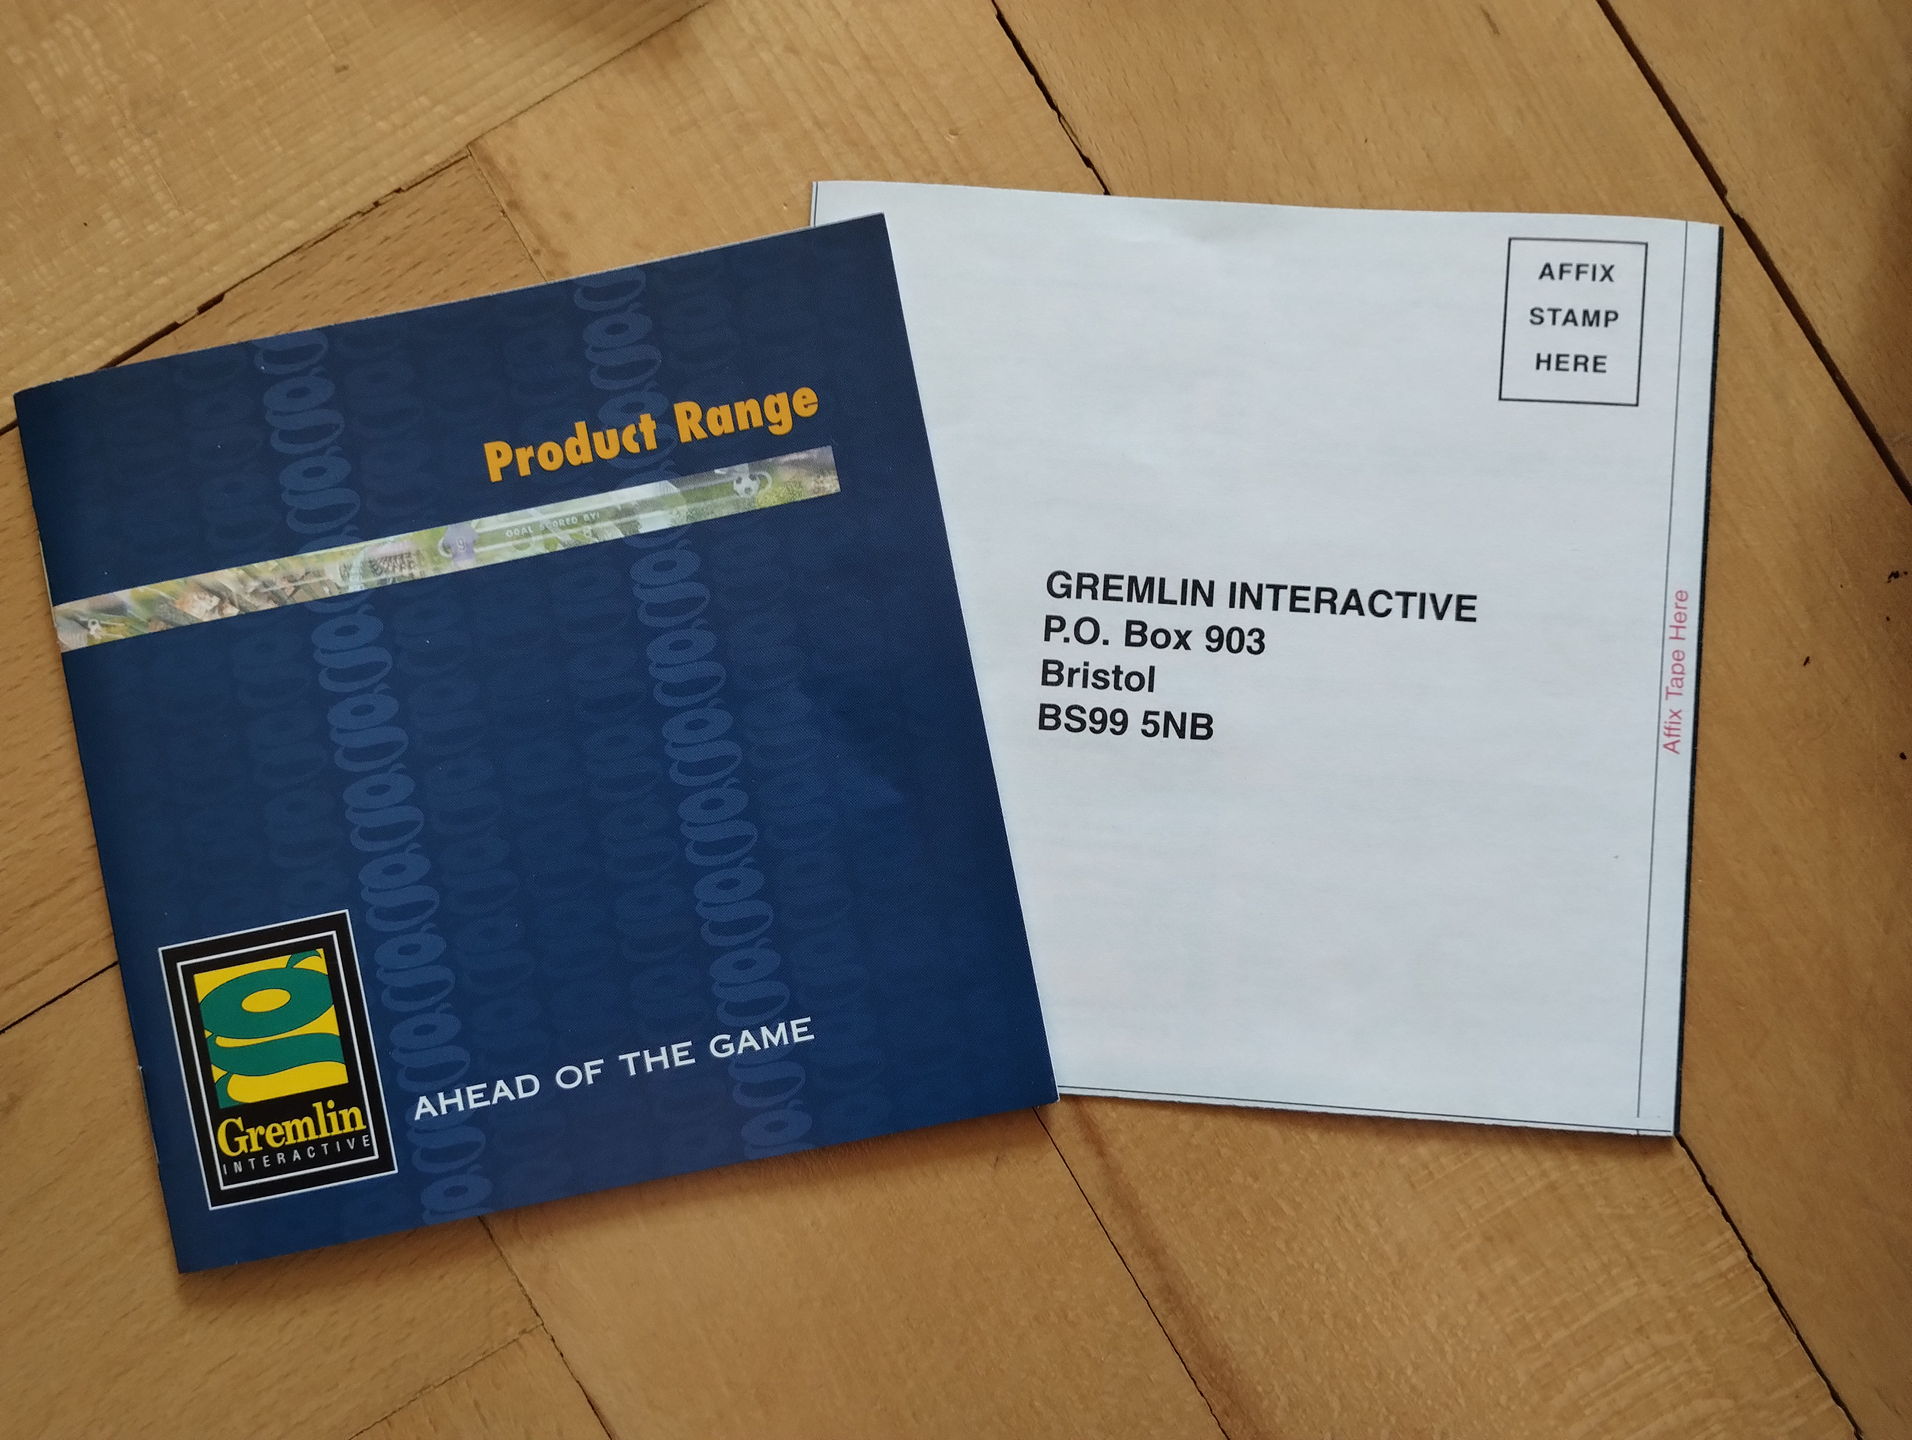 Product Range
GOAL SCORED BY:
Gremlin
INTERACTIVE
AHEAD OF THE GAME
AFFIX
STAMP
HERE
GREMLIN INTERACTIVE
P.O. Box 903
Bristol
BS99 5NB
Affix Tape Here